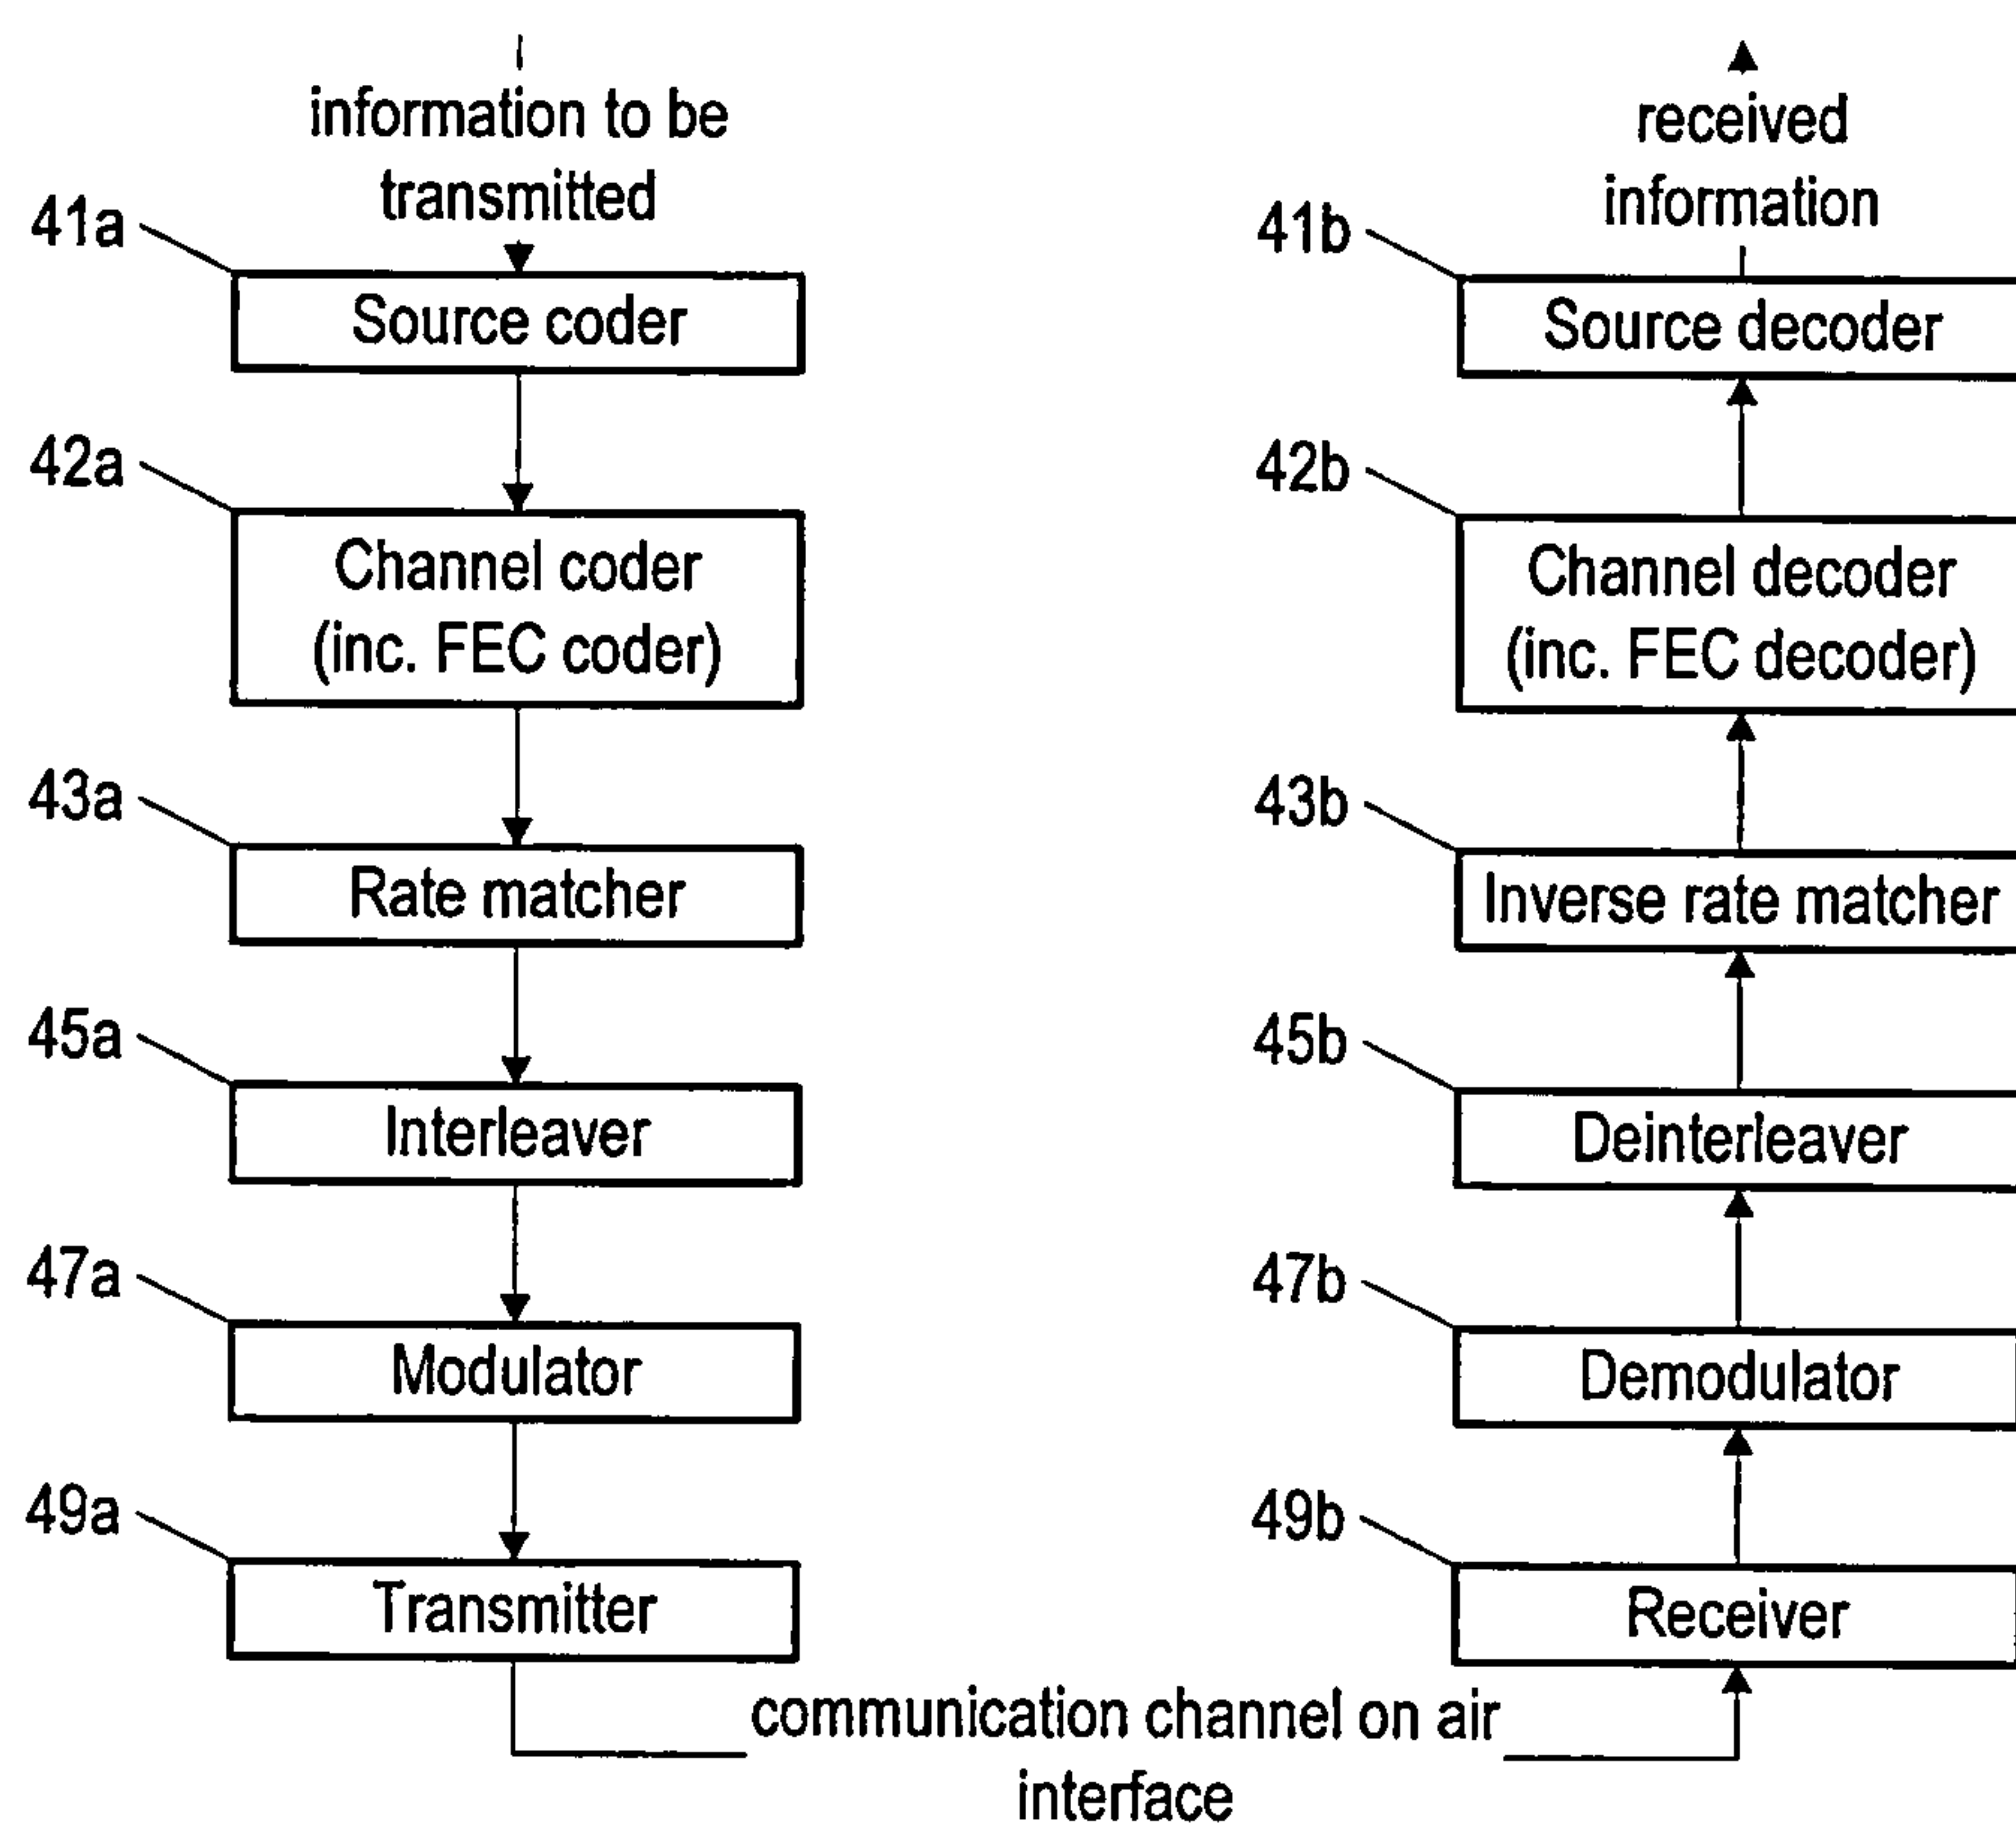 information to be
transmitted
41a
Source coder
42a
Channel coder
(inc. FEC coder)
43a
Rate matcher
45a
Interleaver
47a
Modulator
49a
Transmitter
communication channel on air
interface
received
information
41b
Source decoder
42b
Channel decoder
(inc. FEC decoder)
43b
Inverse rate matcher
45b
Deinterleaver
47b
Demodulator
49b
Receiver